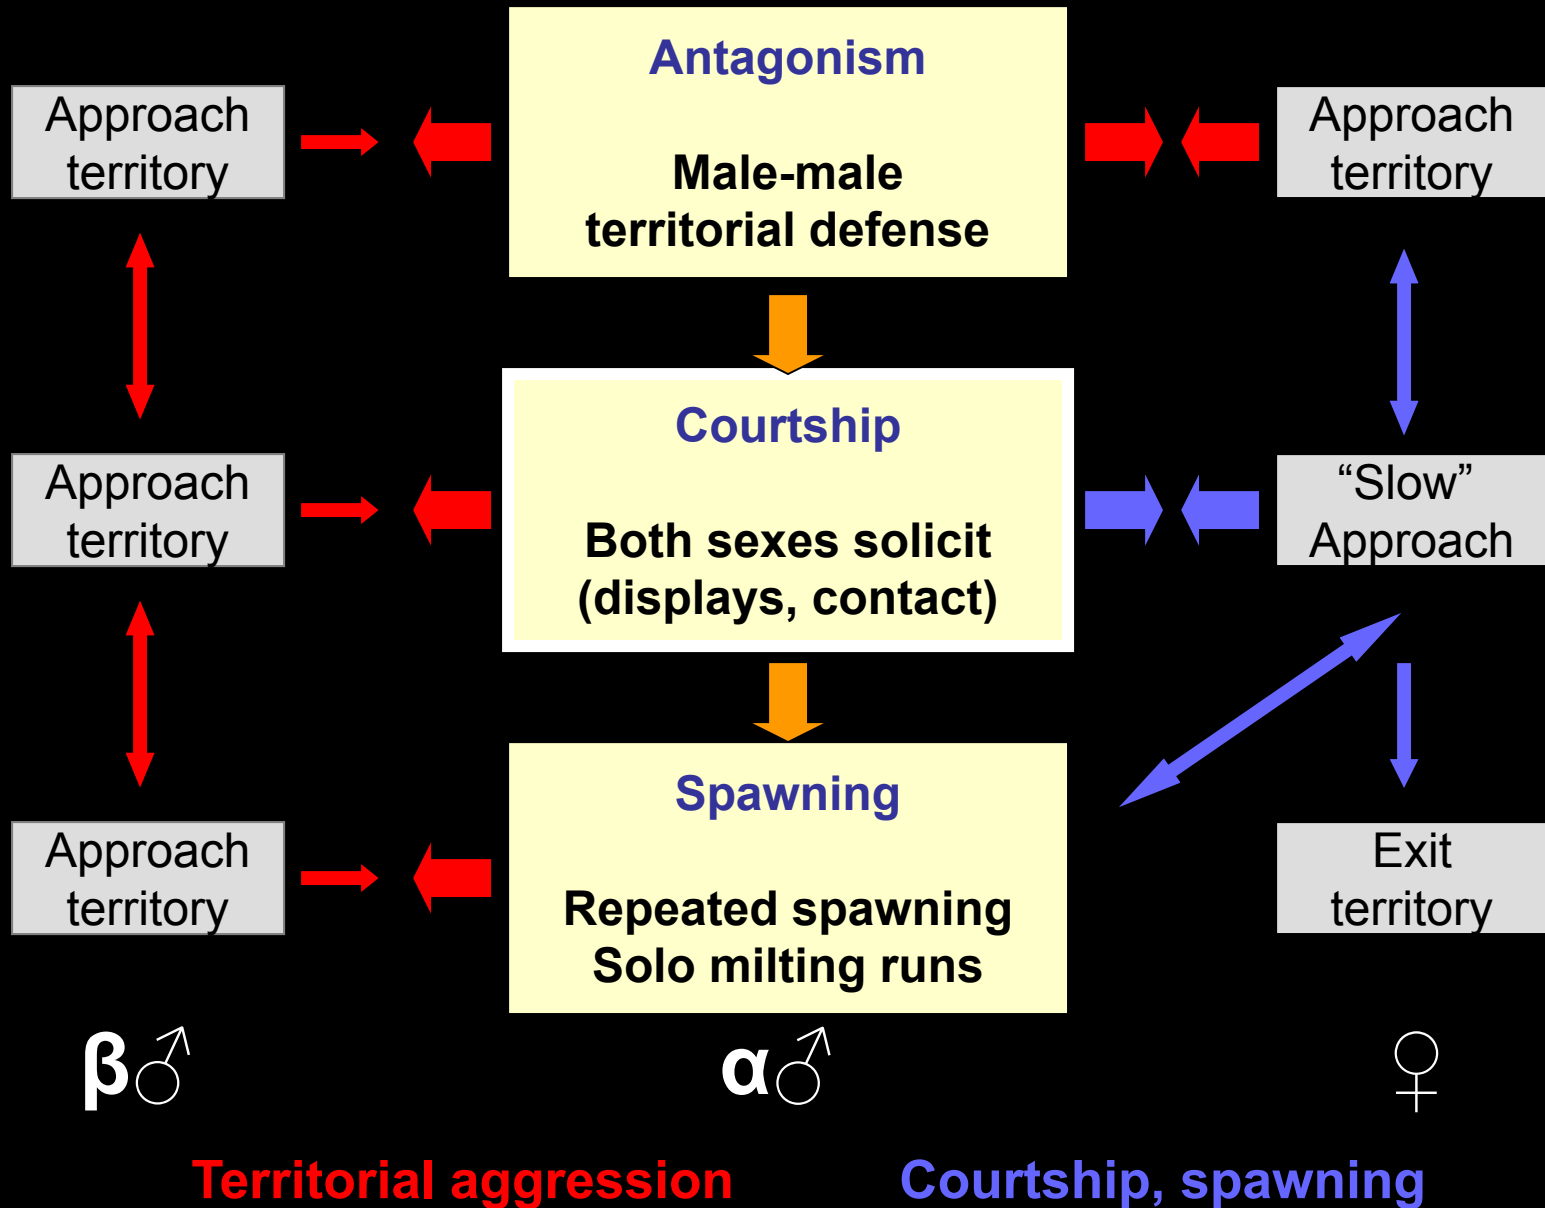 Antagonism
Male-male
territorial defense
Approach
territory
Approach
territory
Courtship
Both sexes solicit
(displays, contact)
Approach
territory
“Slow”
Approach
Spawning
Repeated spawning
Solo milting runs
Approach
territory
Exit
territory
β♂
α♂
♀
Territorial aggression
Courtship, spawning